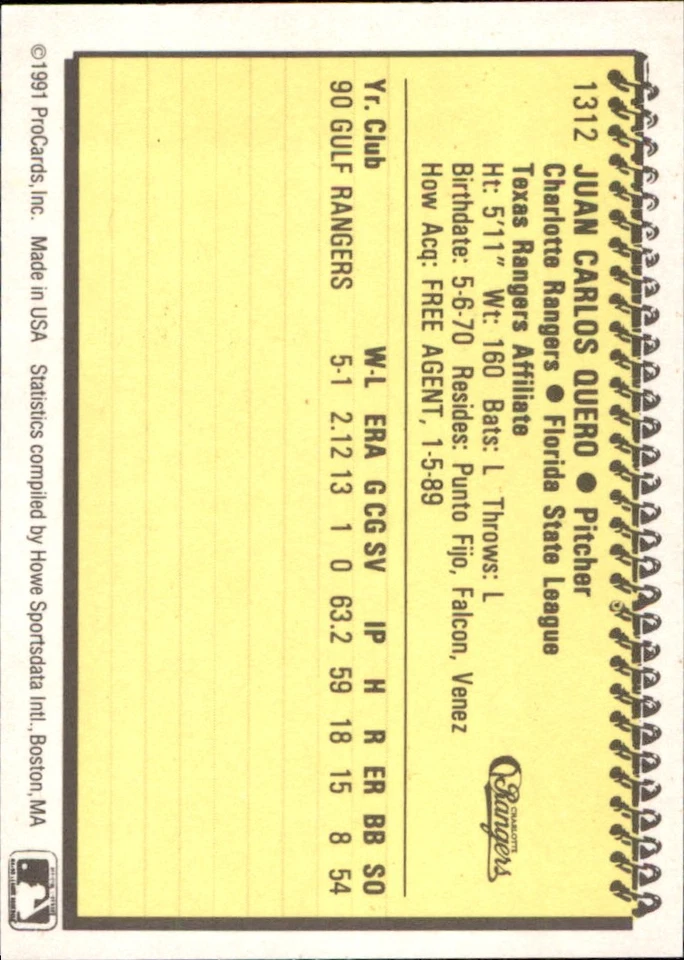 1312 JUAN CARLOS QUERO ● Pitcher
Charlotte Rangers ● Florida State League
Texas Rangers Affiliate
Ht: 5'11" Wt: 160 Bats: L Throws: L
Birthdate: 5-6-70 Resides: Punto Fijo, Falcon, Venez
How Acq: FREE AGENT, 1-5-89
CHARLOTTE
Rangers
Yr. Club W-L ERA G CG SV IP H R ER BB SO
90 GULF RANGERS 5-1 2.12 13 1 0 63.2 59 18 15 8 54
©1991 ProCards, Inc. Made in USA Statistics compiled by Howe Sportsdata Intl., Boston, MA